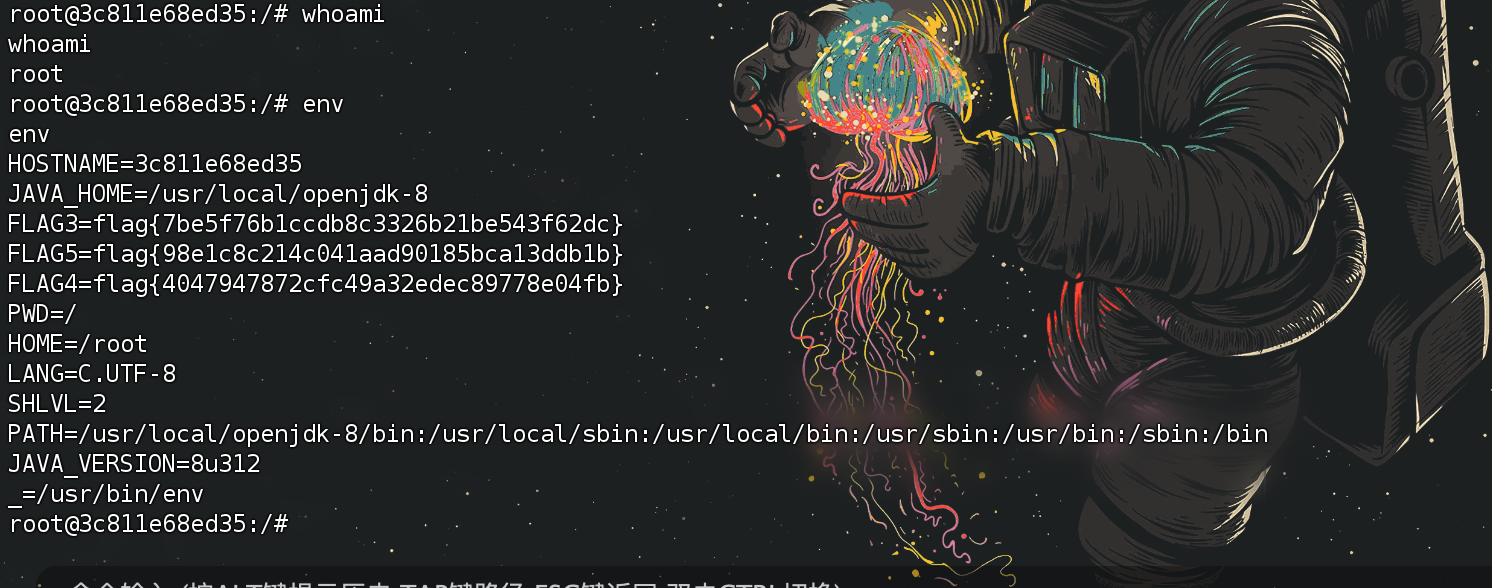 root@3c811e68ed35:/# whoami
whoami
root
root@3c811e68ed35:/# env
env
HOSTNAME=3c811e68ed35
JAVA_HOME=/usr/local/openjdk-8
FLAG3=flag{7be5f76b1ccdb8c3326b21be543f62dc}
FLAG5=flag{98e1c8c214c041aad90185bca13ddb1b}
FLAG4=flag{4047947872cfc49a32edec89778e04fb}
PWD=/
HOME=/root
LANG=C.UTF-8
SHLVL=2
PATH=/usr/local/openjdk-8/bin:/usr/local/sbin:/usr/local/bin:/usr/sbin:/usr/bin:/sbin:/bin
JAVA_VERSION=8u312
_=/usr/bin/env
root@3c811e68ed35:/#